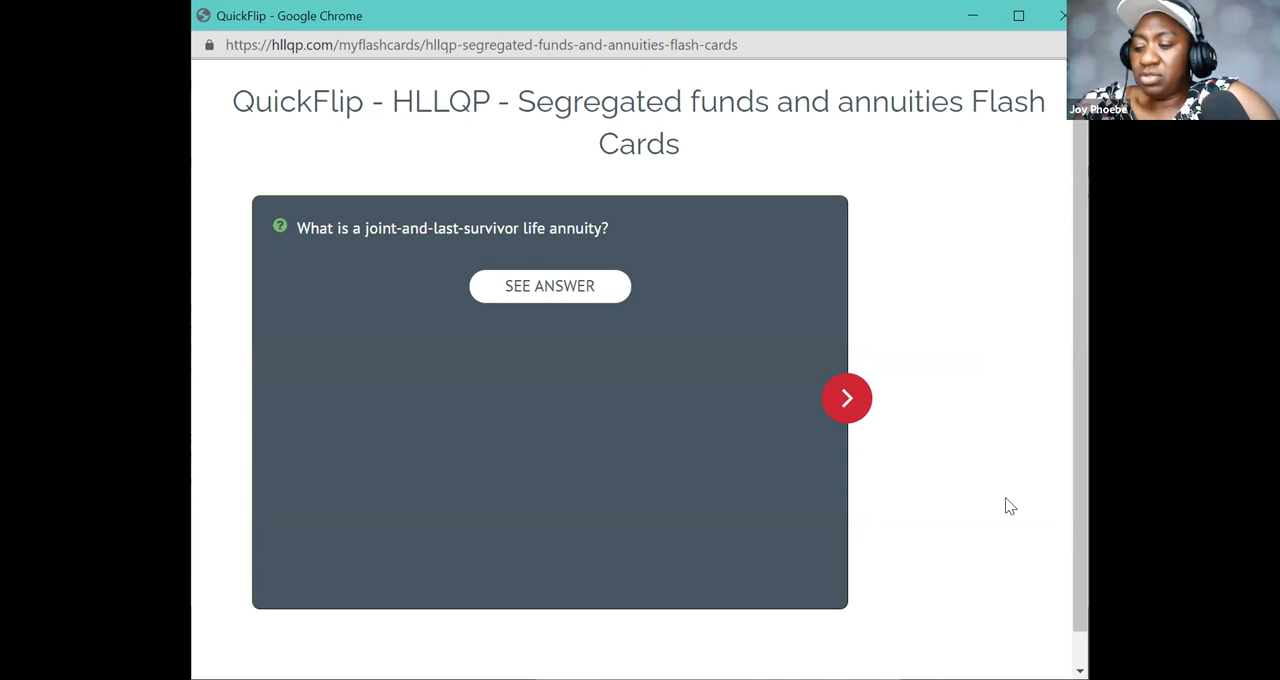 QuickFlip - Google Chrome
https://hllqp.com/myflashcards/hllqp-segregated-funds-and-annuities-flash-cards
Joy Phoebe
QuickFlip - HLLQP - Segregated funds and annuities Flash
Cards
What is a joint-and-last-survivor life annuity?
SEE ANSWER